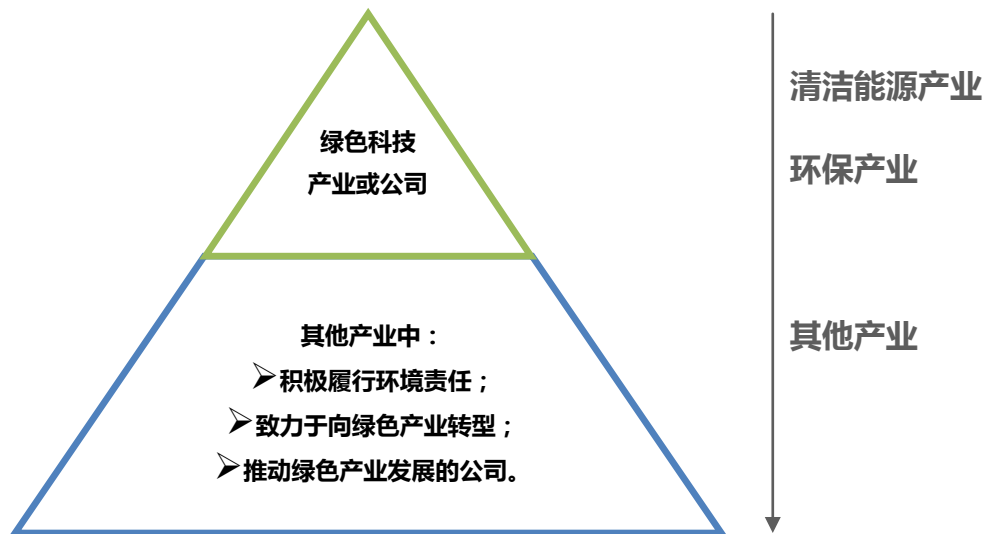 绿色科技
产业或公司
其他产业中：
➢积极履行环境责任；
➢致力于向绿色产业转型；
➢推动绿色产业发展的公司。
清洁能源产业
环保产业
其他产业